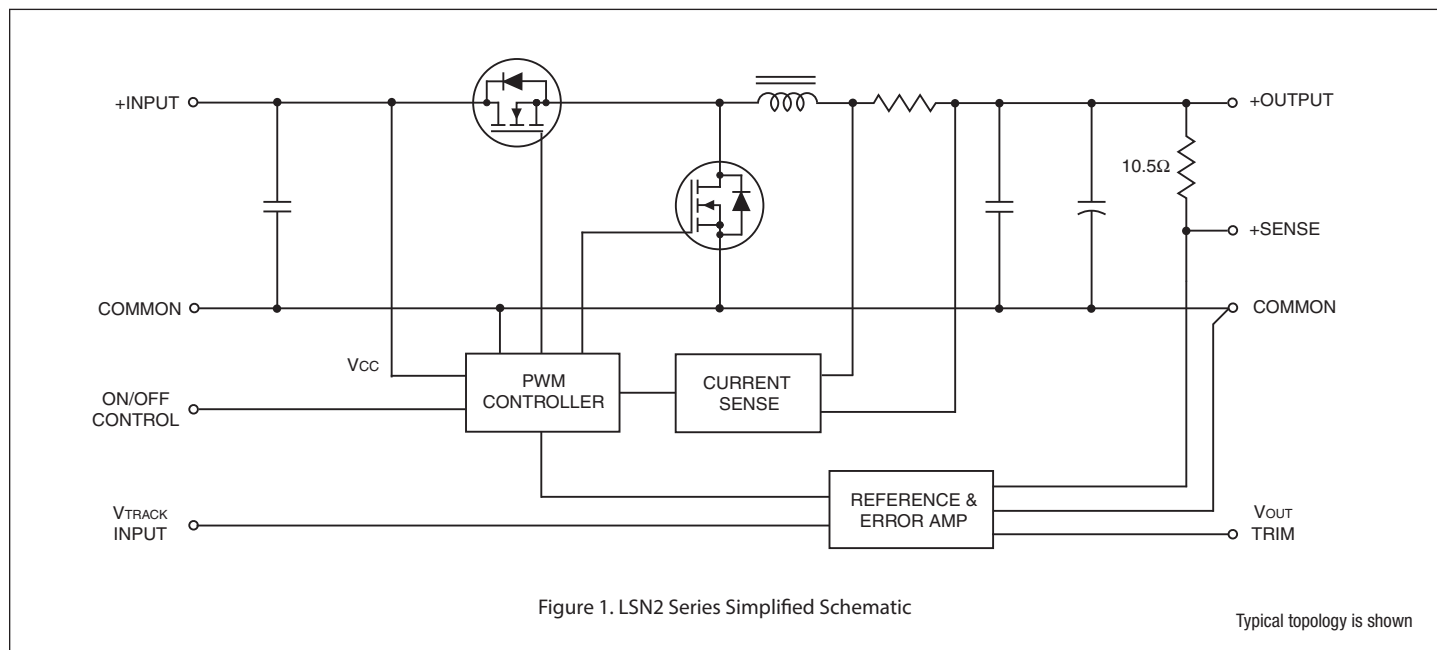 +INPUT
+OUTPUT
10.5Ω
+SENSE
COMMON
COMMON
VCC
PWM
CONTROLLER
CURRENT
SENSE
ON/OFF
CONTROL
REFERENCE &
ERROR AMP
VTRACK
INPUT
VOUT
TRIM
Figure 1. LSN2 Series Simplified Schematic
Typical topology is shown